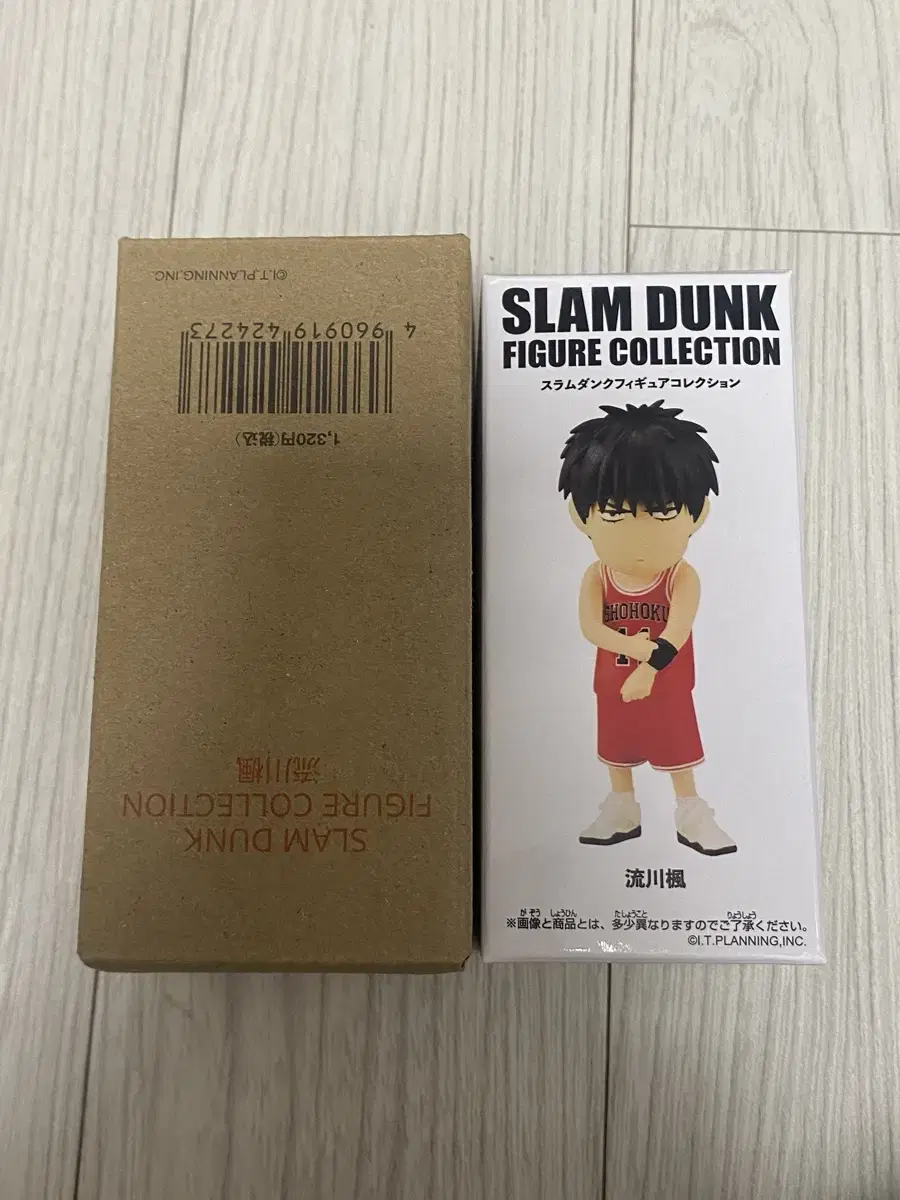 ©I.T.PLANNING,INC
4 960919 424273
1,320円(税込)
SLAM DUNK
FIGURE COLLECTION
流川楓
SLAM DUNK
FIGURE COLLECTION
スラムダンクフィギュアコレクション
SHOHOKU
11
流川楓
がぞう しょうひん たしょうこと りょうしょう
※画像と商品とは、多少異なりますのでご了承ください。
©I.T.PLANNING,INC.